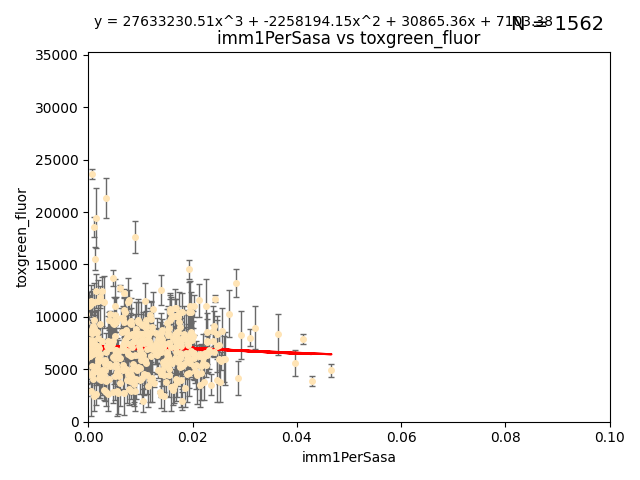 y = 27633230.51x^3 + -2258194.15x^2 + 30865.36x + 7103.38
N = 1562
imm1PerSasa vs toxgreen_fluor
35000
30000
25000
20000
15000
10000
5000
0
toxgreen_fluor
0.00 0.02 0.04 0.06 0.08 0.10
imm1PerSasa